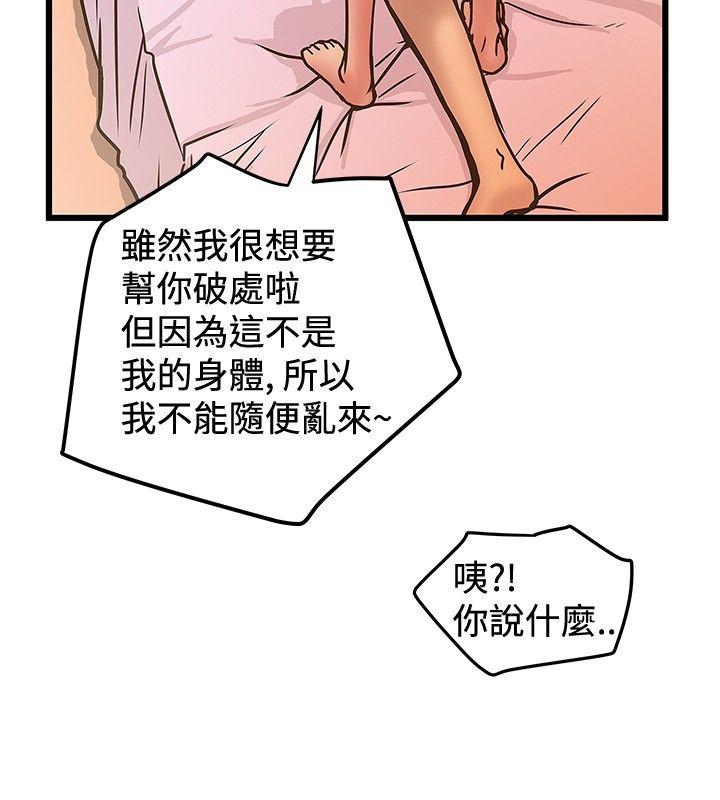 雖然我很想要
幫你破處啦
但因為這不是
我的身體, 所以
我不能隨便亂來~
咦?!
你說什麼..